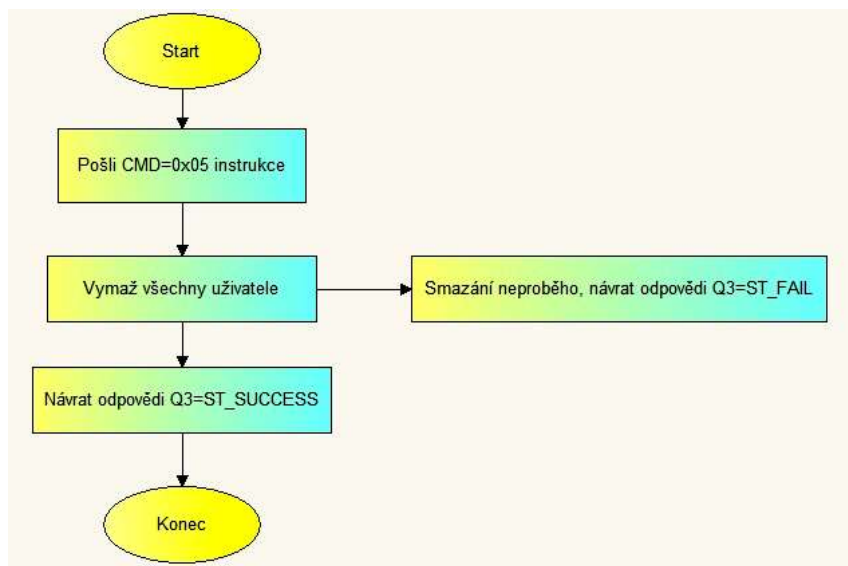 Start
Pošli CMD=0x05 instrukce
Vymaž všechny uživatele
Smazání neproběho, návrat odpovědi Q3=ST_FAIL
Návrat odpovědi Q3=ST_SUCCESS
Konec